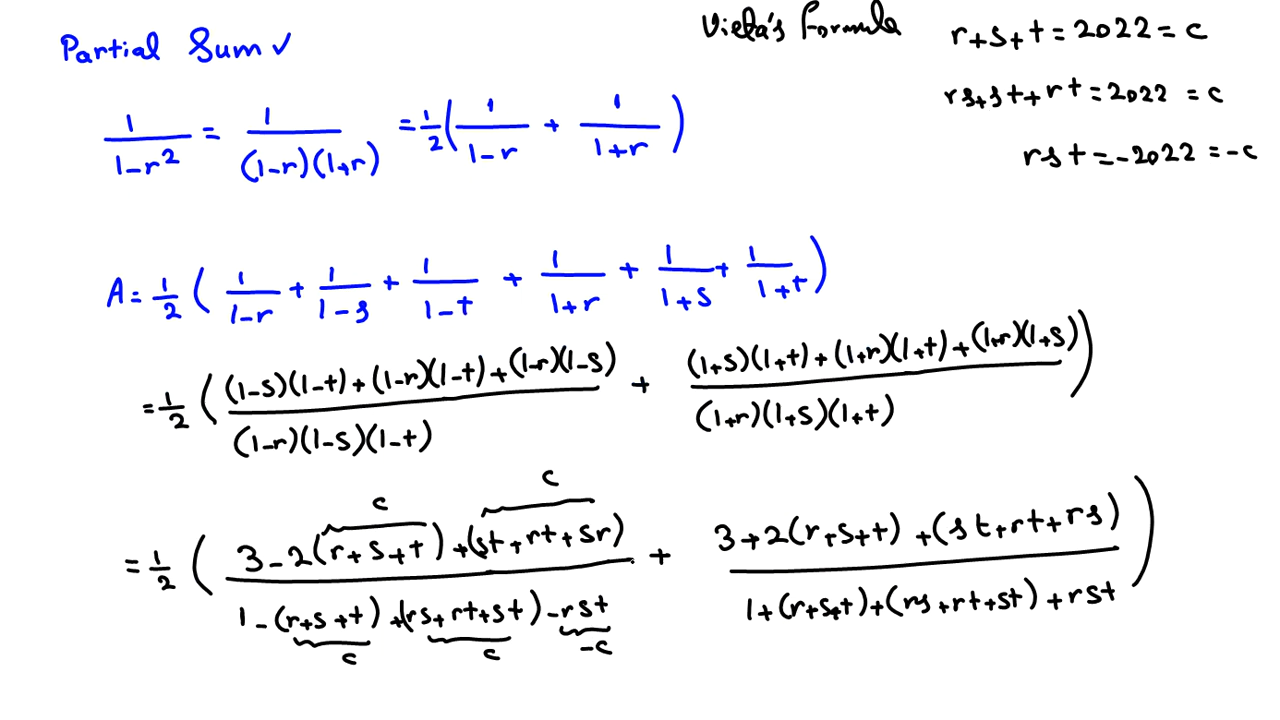 Partial Sum ✓
Vieta's Formula
r+s+t = 2022 = c
rs+st+rt = 2022 = c
rst = -2022 = -c
1/(1-r²) = 1/((1-r)(1+r)) = 1/2 (1/(1-r) + 1/(1+r))
A = 1/2 (1/(1-r) + 1/(1-s) + 1/(1-t) + 1/(1+r) + 1/(1+s) + 1/(1+t))
= 1/2 (((1-s)(1-t) + (1-r)(1-t) + (1-r)(1-s))/((1-r)(1-s)(1-t)) + ((1+s)(1+t) + (1+r)(1+t) + (1+r)(1+s))/((1+r)(1+s)(1+t)))
c c
= 1/2 ((3-2(r+s+t) + (st+rt+sr))/(1-(r+s+t)+(rs+rt+st)-rst) + (3+2(r+s+t)+(st+rt+rs))/(1+(r+s+t)+(rs+rt+st)+rst))
c c -c